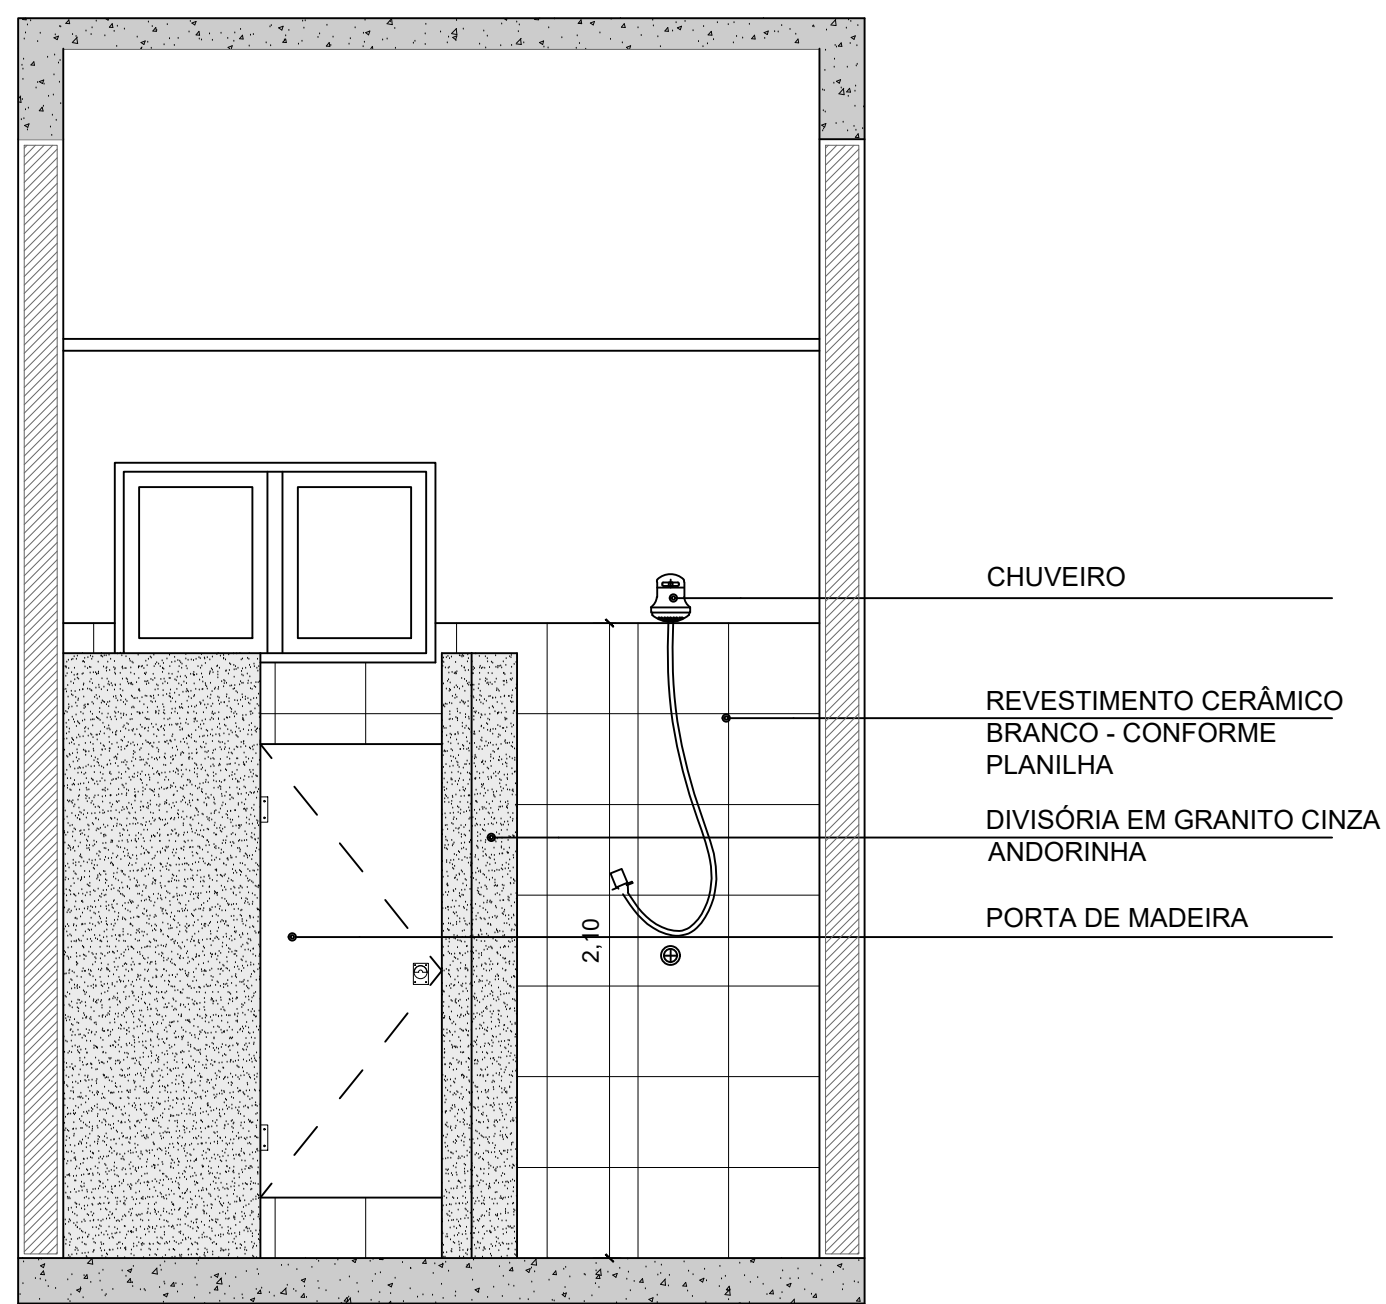 CHUVEIRO
REVESTIMENTO CERÂMICO
BRANCO - CONFORME
PLANILHA
DIVISÓRIA EM GRANITO CINZA
ANDORINHA
PORTA DE MADEIRA
2,10